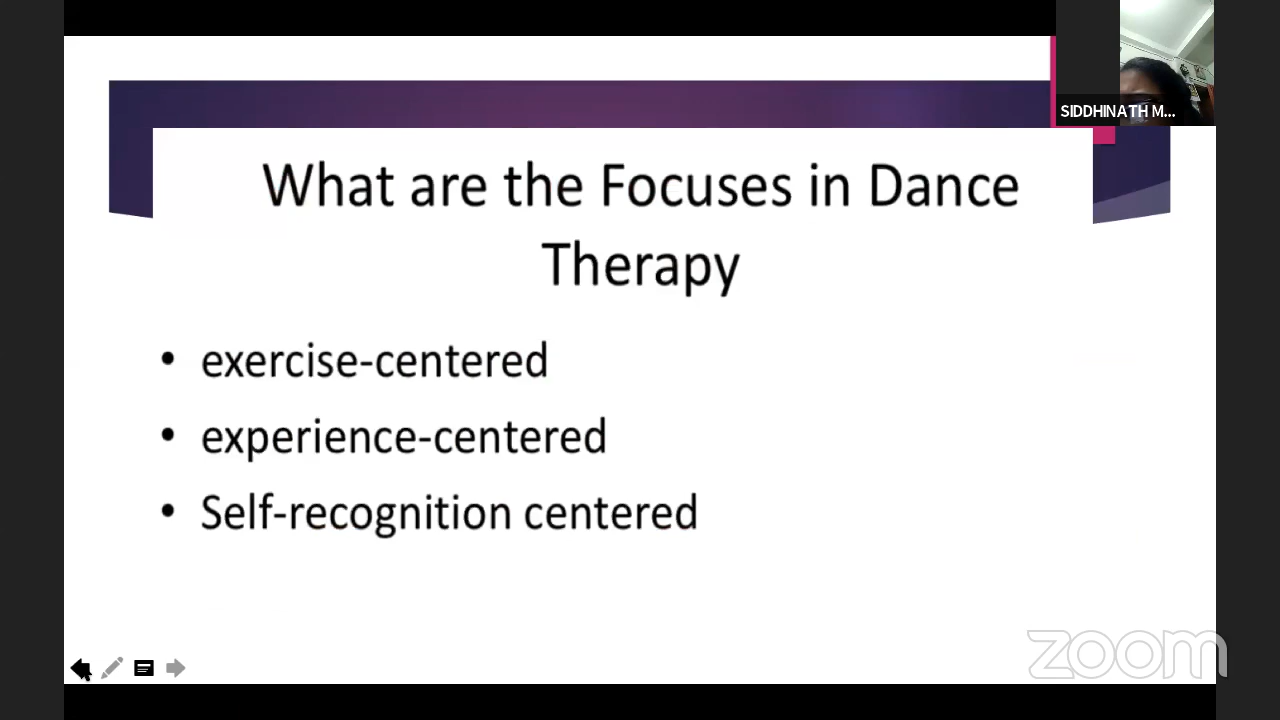 SIDDHINATH M...
What are the Focuses in Dance
Therapy
• exercise-centered
• experience-centered
• Self-recognition centered
zoom